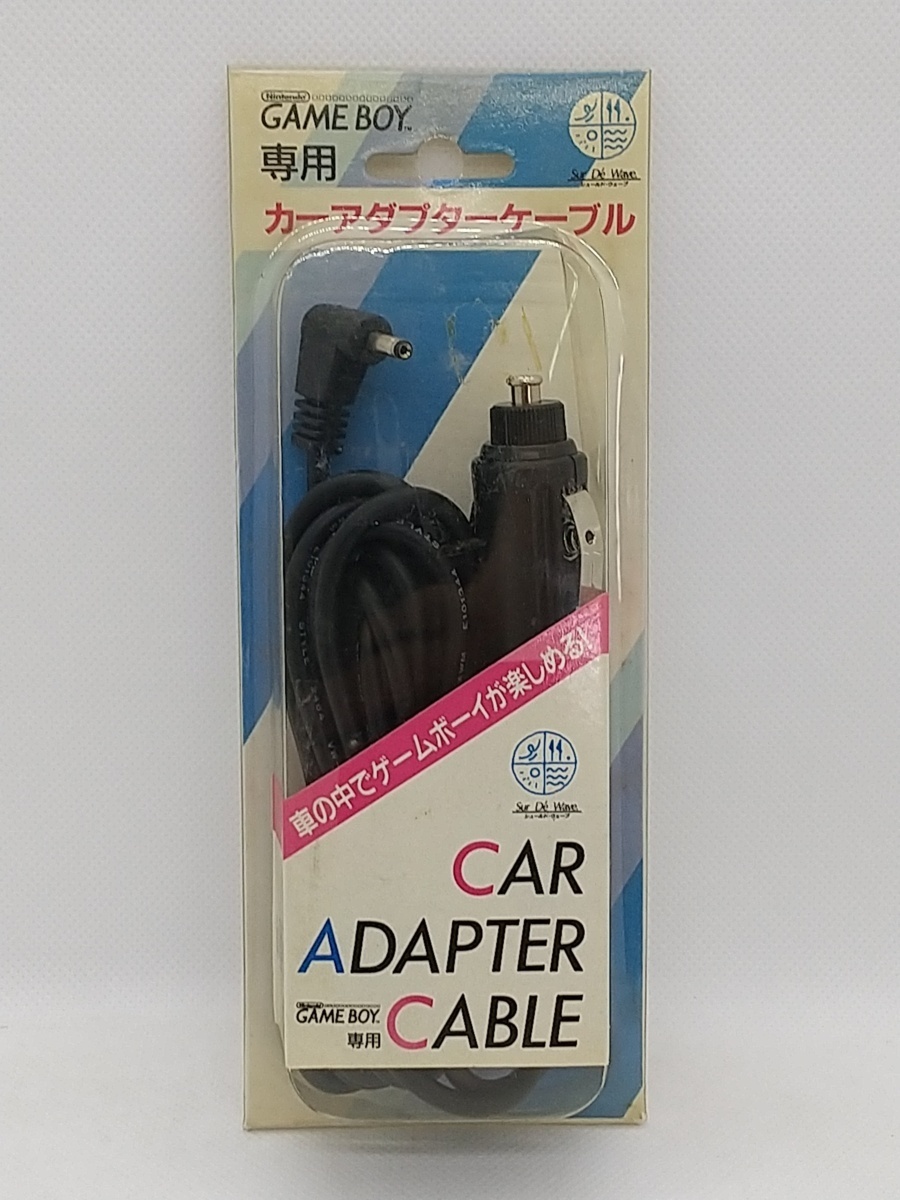 Nintendo
GAME BOY™
専用
Sur Dé Wave
シュールド・ウェーブ
カーアダプターケーブル
車の中でゲームボーイが楽しめる!
Sur Dé Wave
シュールド・ウェーブ
CAR
ADAPTER
CABLE
Nintendo
GAME BOY™
専用